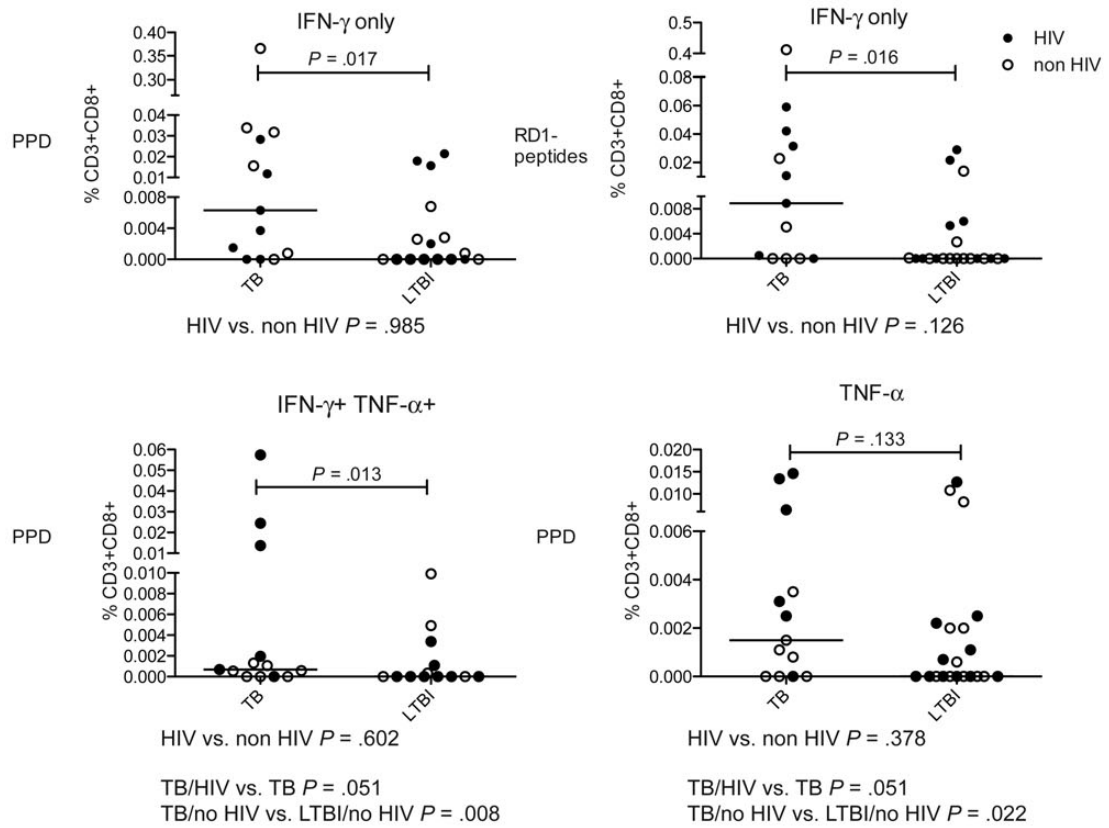 IFN-γ only
0.40
0.30
P = .017
0.04
0.03
0.02
0.01
0.008
0.004
0.000
PPD
% CD3+CD8+
TB
LTBI
HIV vs. non HIV P = .985
IFN-γ only
0.5
0.4
P = .016
0.08
0.06
0.04
0.02
0.008
0.004
0.000
RD1-
peptides
% CD3+CD8+
TB
LTBI
HIV vs. non HIV P = .126
HIV
non HIV
IFN-γ+ TNF-α+
0.06
0.05
0.04
0.03
0.02
0.01
P = .013
0.010
0.008
0.006
0.004
0.002
0.000
PPD
% CD3+CD8+
TB
LTBI
HIV vs. non HIV P = .602
TB/HIV vs. TB P = .051
TB/no HIV vs. LTBI/no HIV P = .008
TNF-α
0.020
0.015
0.010
P = .133
0.006
0.004
0.002
0.000
PPD
% CD3+CD8+
TB
LTBI
HIV vs. non HIV P = .378
TB/HIV vs. TB P = .051
TB/no HIV vs. LTBI/no HIV P = .022